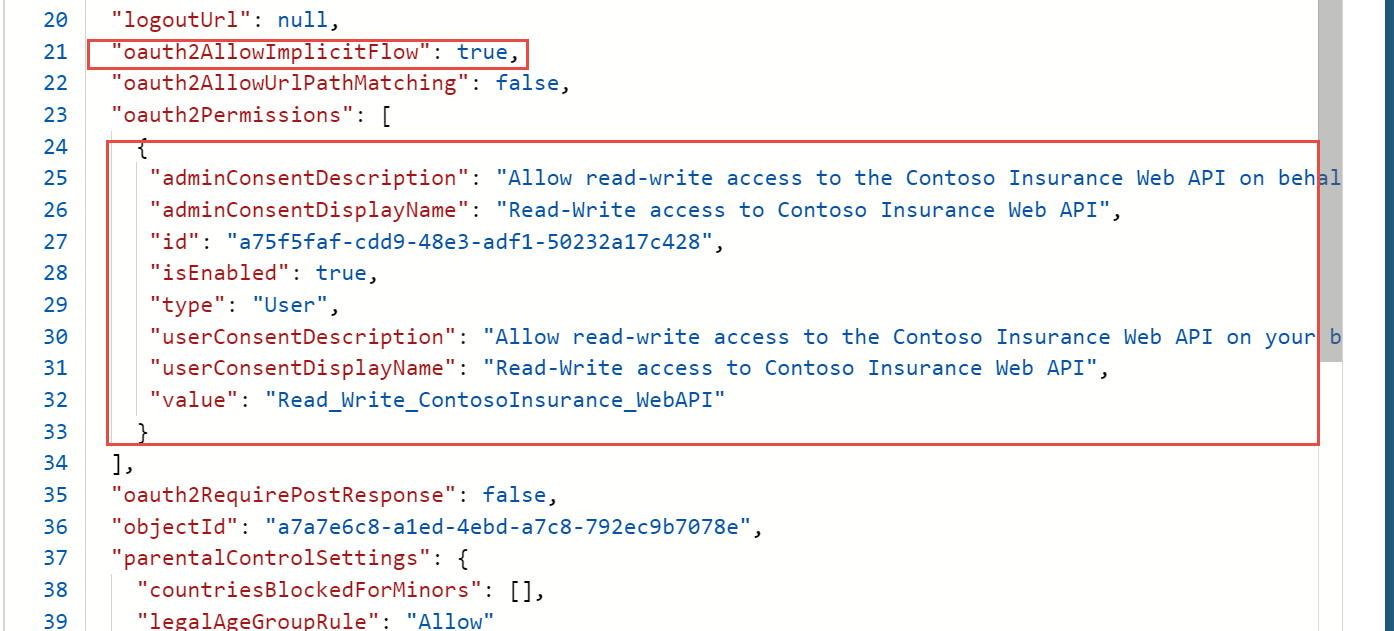 20 "logoutUrl": null,
21 "oauth2AllowImplicitFlow": true,
22 "oauth2AllowUrlPathMatching": false,
23 "oauth2Permissions": [
24 {
25 "adminConsentDescription": "Allow read-write access to the Contoso Insurance Web API on behal
26 "adminConsentDisplayName": "Read-Write access to Contoso Insurance Web API",
27 "id": "a75f5faf-cdd9-48e3-adf1-50232a17c428",
28 "isEnabled": true,
29 "type": "User",
30 "userConsentDescription": "Allow read-write access to the Contoso Insurance Web API on your b
31 "userConsentDisplayName": "Read-Write access to Contoso Insurance Web API",
32 "value": "Read_Write_ContosoInsurance_WebAPI"
33 }
34 ],
35 "oauth2RequirePostResponse": false,
36 "objectId": "a7a7e6c8-a1ed-4ebd-a7c8-792ec9b7078e",
37 "parentalControlSettings": {
38 "countriesBlockedForMinors": [],
39 "legalAgeGroupRule": "Allow"